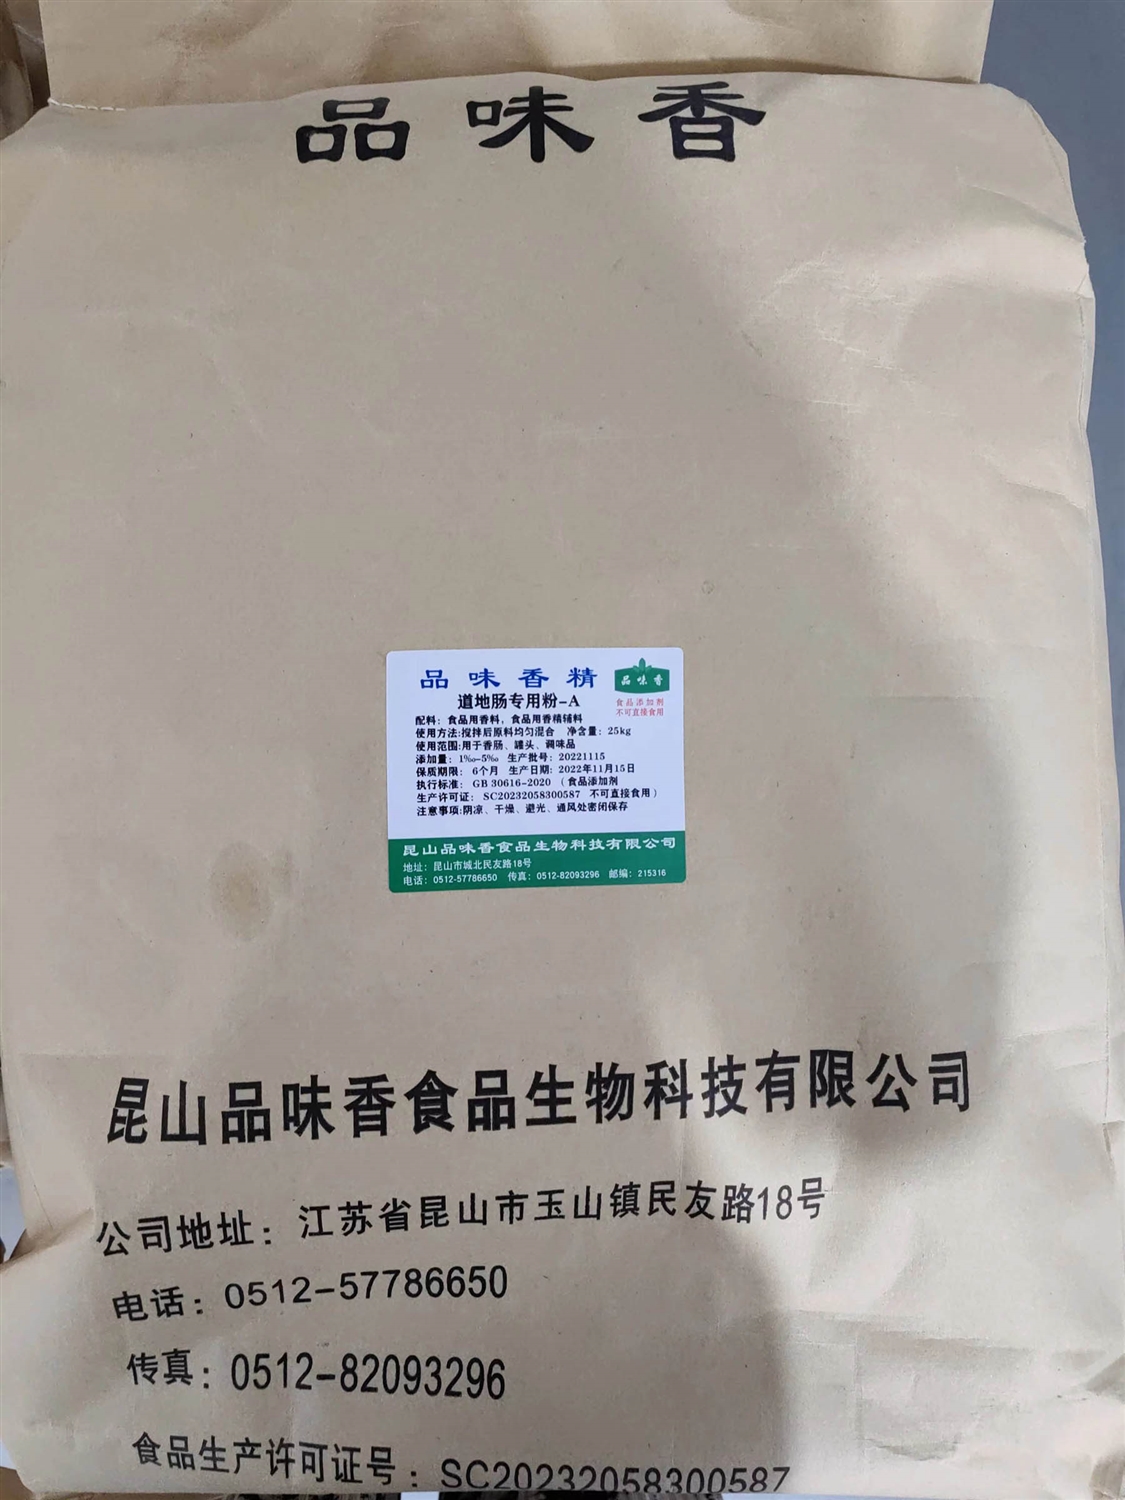 品味香
品味香精
品味香
道地肠专用粉-A
食品添加剂
不可直接食用
配料：食品用香料，食品用香精辅料
使用方法:搅拌后原料均匀混合 净含量：25kg
使用范围:用于香肠、罐头、调味品
添加量：1‰-5‰ 生产批号：20221115
保质期限：6个月 生产日期：2022年11月15日
执行标准：GB 30616-2020 （食品添加剂
生产许可证：SC20232058300587 不可直接食用）
注意事项:阴凉、干燥、避光、通风处密闭保存
昆山品味香食品生物科技有限公司
地址：昆山市城北民友路18号
电话：0512-57786650 传真：0512-82093296 邮编：215316
昆山品味香食品生物科技有限公司
公司地址：江苏省昆山市玉山镇民友路18号
电话：0512-57786650
传真：0512-82093296
食品生产许可证号：SC20232058300587